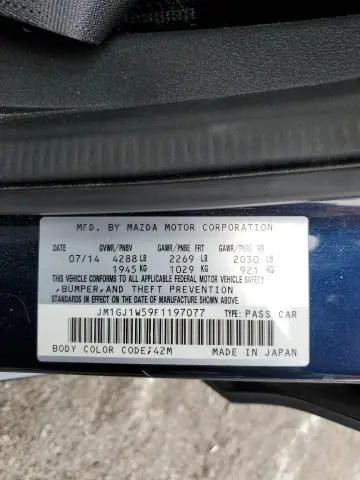 MFD. BY MAZDA MOTOR CORPORATION
DATE GVWR/PNBV GAWR/PNBE FRT GAWR/PNBE RR
07/14 4288 LB 2269 LB 2030 LB
1945 KG 1029 KG 921 KG
THIS CONFORMS TO ALL APPLICABLE FEDERAL MOTOR VEHICLE SAFETY
, BUMPER, AND THEFT PREVENTION
STANDARDS IN EFFECT ON THE DATE OF MANUFACTURE SHOWN ABOVE.
JM1GJ1W59F1197077 TYPE: PASS CAR
BODY COLOR CODE;42M MADE IN JAPAN